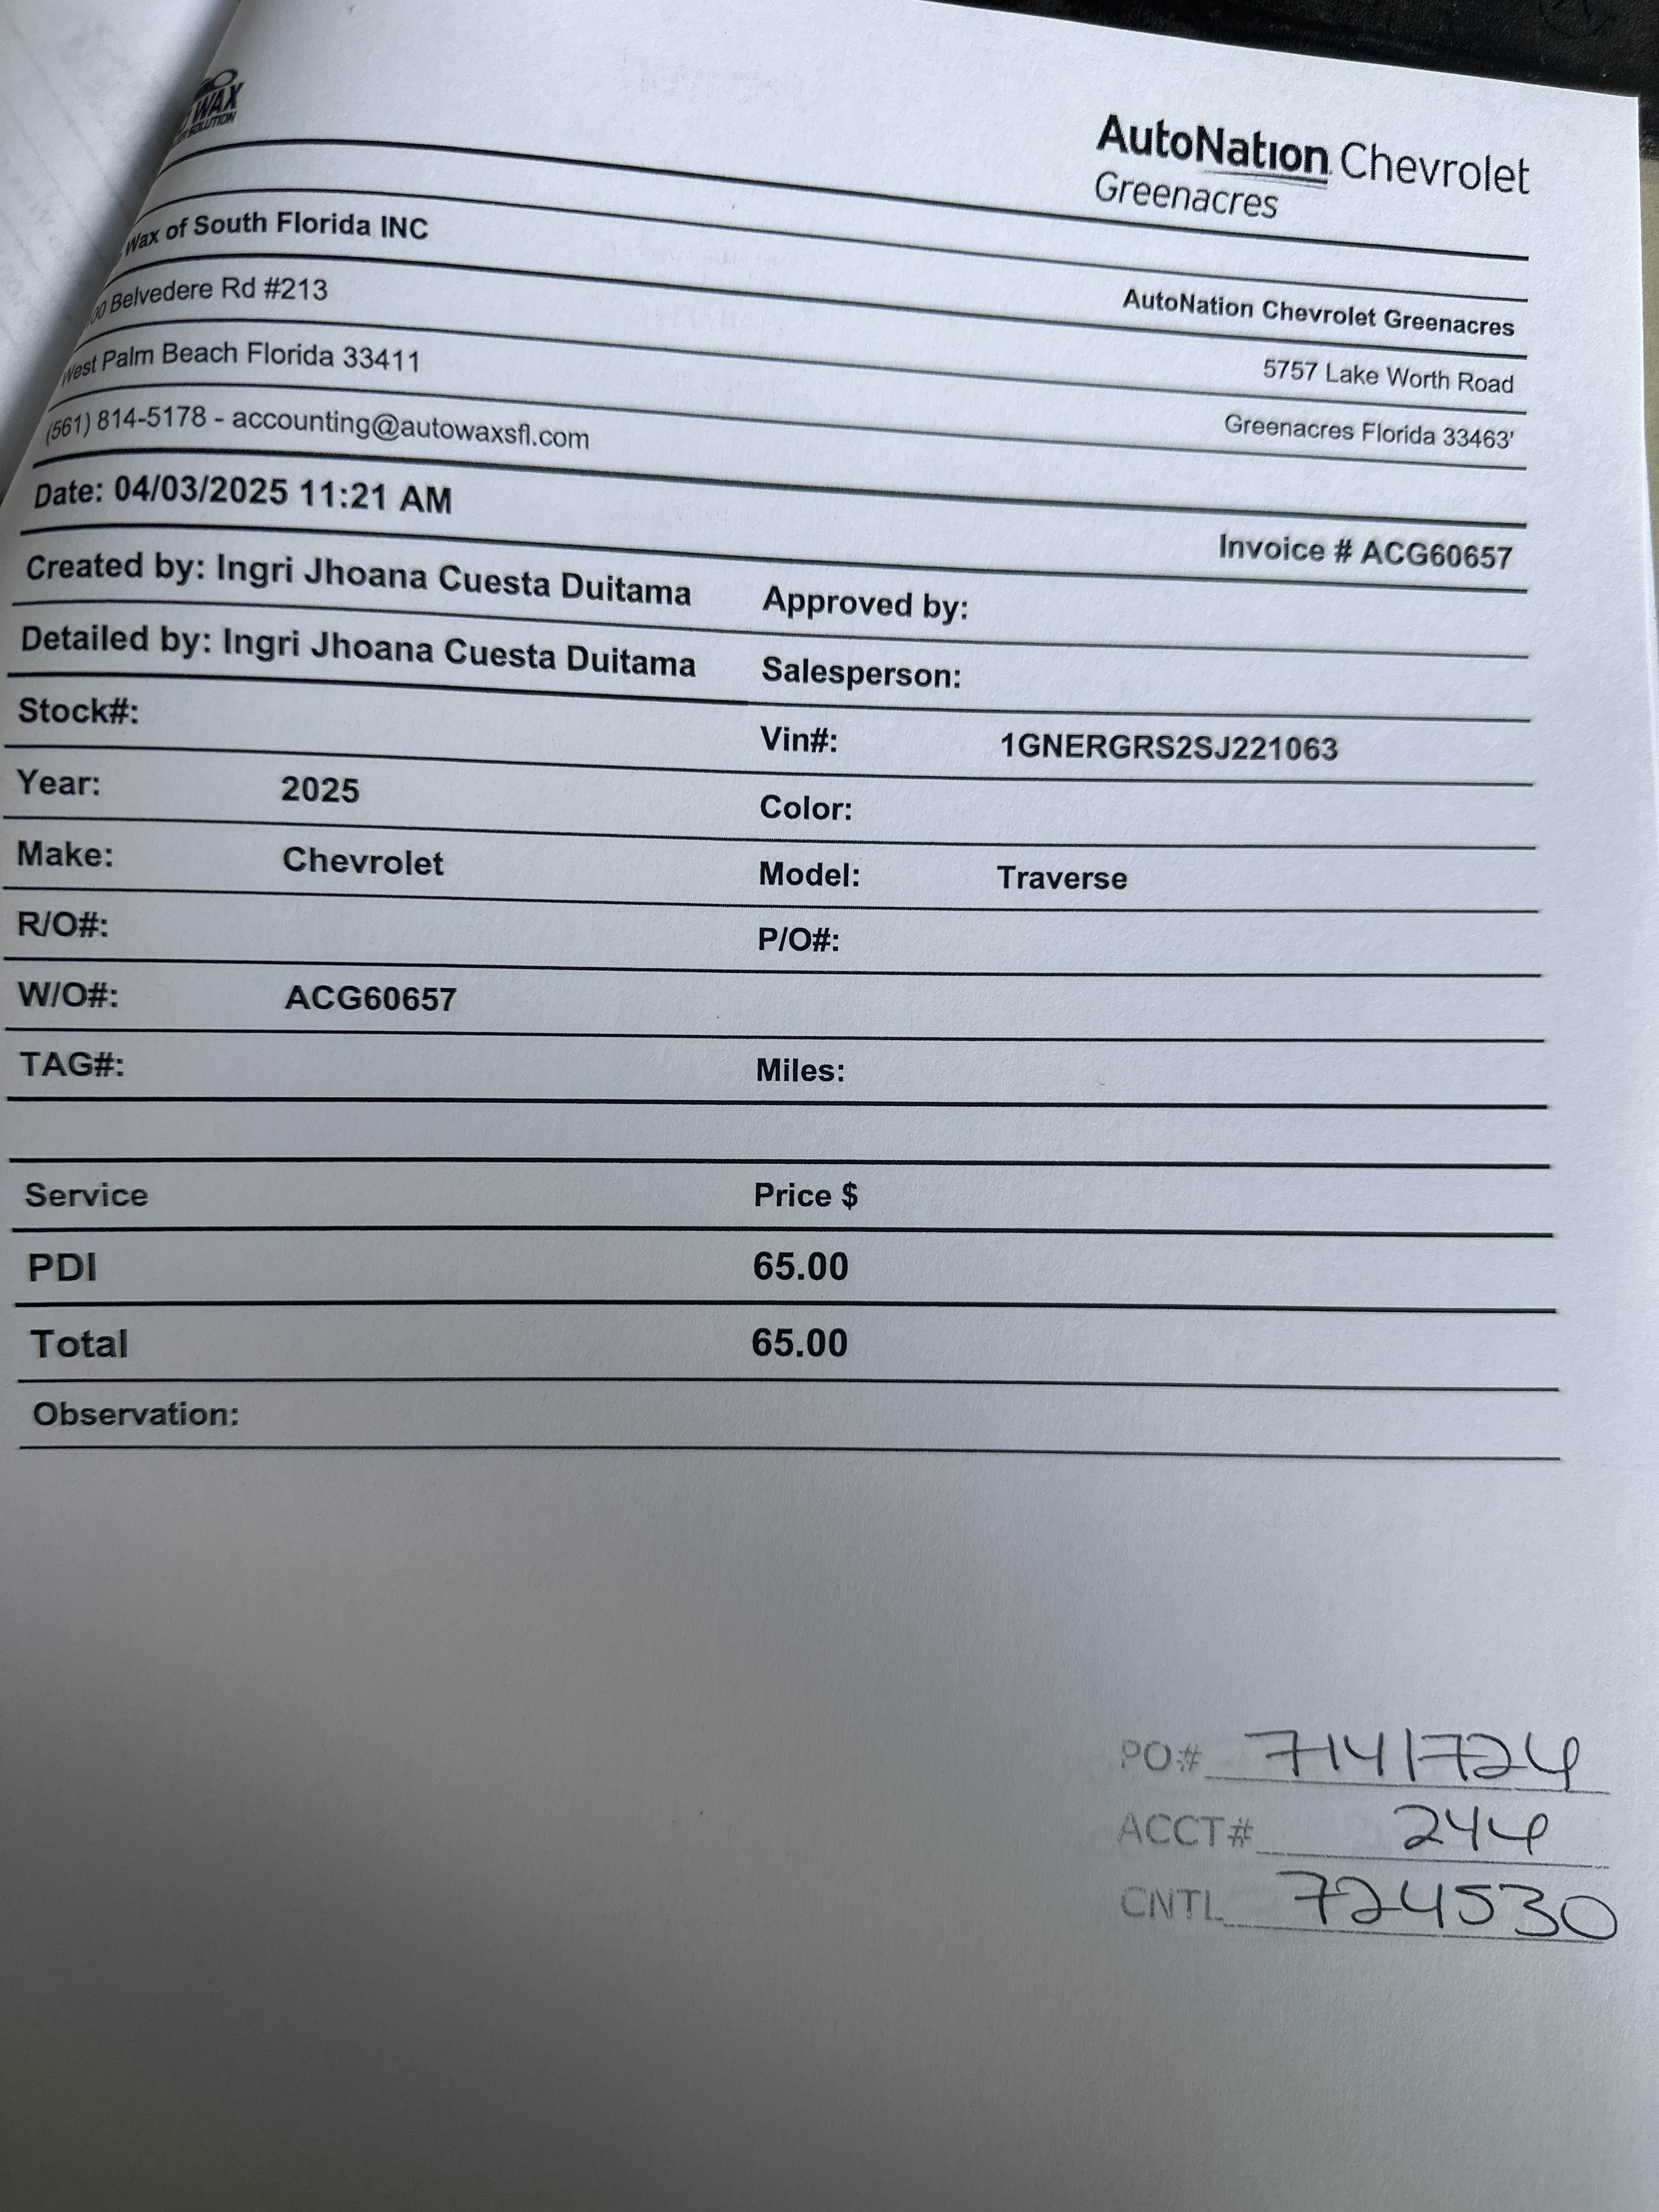 WAX
SOLUTION
AutoNation Chevrolet
Greenacres
Wax of South Florida INC
Belvedere Rd #213
West Palm Beach Florida 33411
(561) 814-5178 - accounting@autowaxsfl.com
AutoNation Chevrolet Greenacres
5757 Lake Worth Road
Greenacres Florida 33463'
Date: 04/03/2025 11:21 AM
Invoice # ACG60657
Created by: Ingri Jhoana Cuesta Duitama Approved by:
Detailed by: Ingri Jhoana Cuesta Duitama Salesperson:
Stock#: Vin#: 1GNERGRS2SJ221063
Year: 2025 Color:
Make: Chevrolet Model: Traverse
R/O#: P/O#:
W/O#: ACG60657
TAG#: Miles:
Service Price $
PDI 65.00
Total 65.00
Observation:
PO# 7141724
ACCT# 244
CNTL 724530